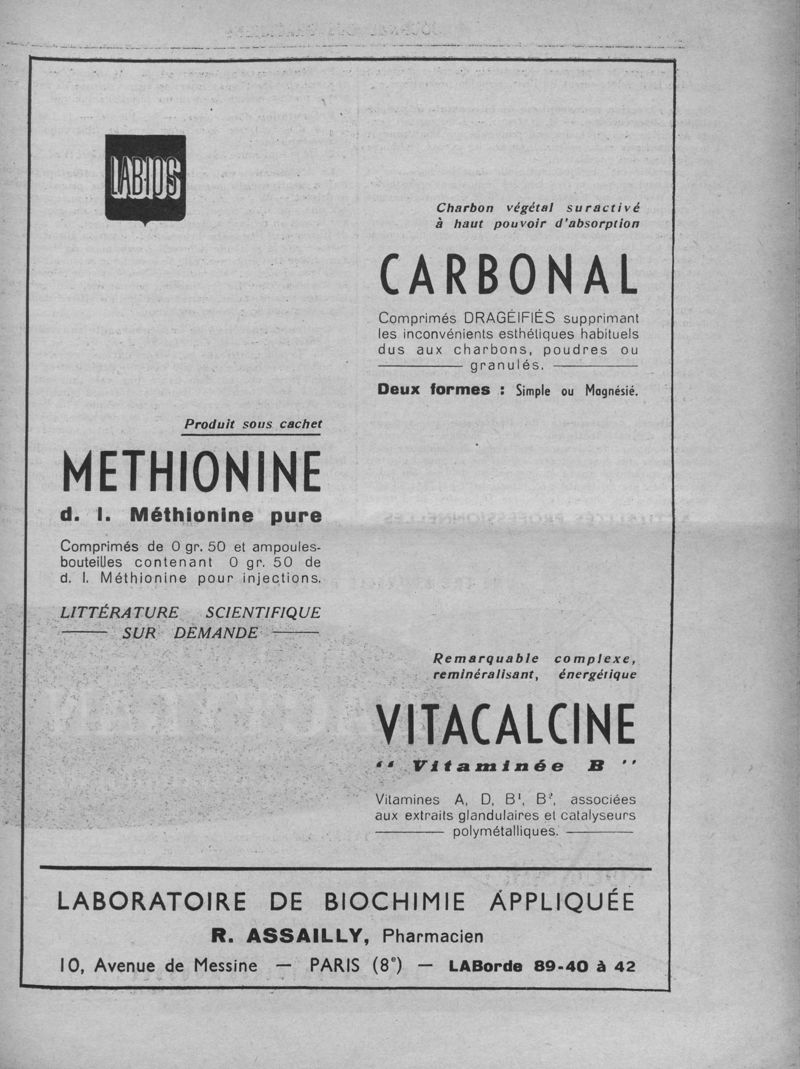 LABIOS
Charbon végétal suractivé
à haut pouvoir d'absorption
CARBONAL
Comprimés DRAGÉIFIÉS supprimant
les inconvénients esthétiques habituels
dus aux charbons, poudres ou
granulés.
Deux formes : Simple ou Magnésié.
Produit sous cachet
METHIONINE
d. l. Méthionine pure
Comprimés de 0 gr. 50 et ampoules-
bouteilles contenant 0 gr. 50 de
d. l. Méthionine pour injections.
LITTÉRATURE SCIENTIFIQUE
SUR DEMANDE
Remarquable complexe,
reminéralisant, énergétique
VITACALCINE
“ Vitaminée B ”
Vitamines A, D, B¹, B², associées
aux extraits glandulaires et catalyseurs
polymétalliques.
LABORATOIRE DE BIOCHIMIE APPLIQUÉE
R. ASSAILLY, Pharmacien
10, Avenue de Messine — PARIS (8°) — LABorde 89-40 à 42